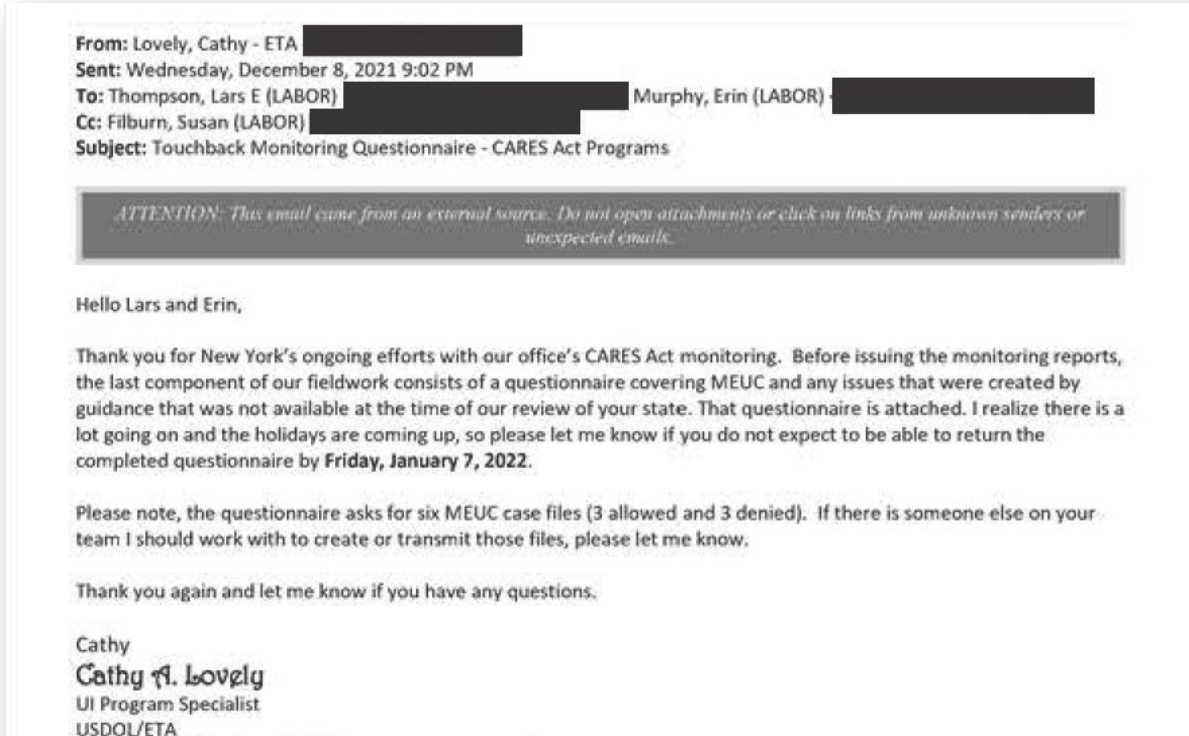 From: Lovely, Cathy - ETA
Sent: Wednesday, December 8, 2021 9:02 PM
To: Thompson, Lars E (LABOR) Murphy, Erin (LABOR) -
Cc: Filburn, Susan (LABOR)
Subject: Touchback Monitoring Questionnaire - CARES Act Programs
ATTENTION: This email came from an external source. Do not open attachments or click on links from unknown senders or
unexpected emails.
Hello Lars and Erin,
Thank you for New York's ongoing efforts with our office's CARES Act monitoring. Before issuing the monitoring reports,
the last component of our fieldwork consists of a questionnaire covering MEUC and any issues that were created by
guidance that was not available at the time of our review of your state. That questionnaire is attached. I realize there is a
lot going on and the holidays are coming up, so please let me know if you do not expect to be able to return the
completed questionnaire by Friday, January 7, 2022.
Please note, the questionnaire asks for six MEUC case files (3 allowed and 3 denied). If there is someone else on your
team I should work with to create or transmit those files, please let me know.
Thank you again and let me know if you have any questions.
Cathy
Cathy A. Lovely
UI Program Specialist
USDOL/ETA